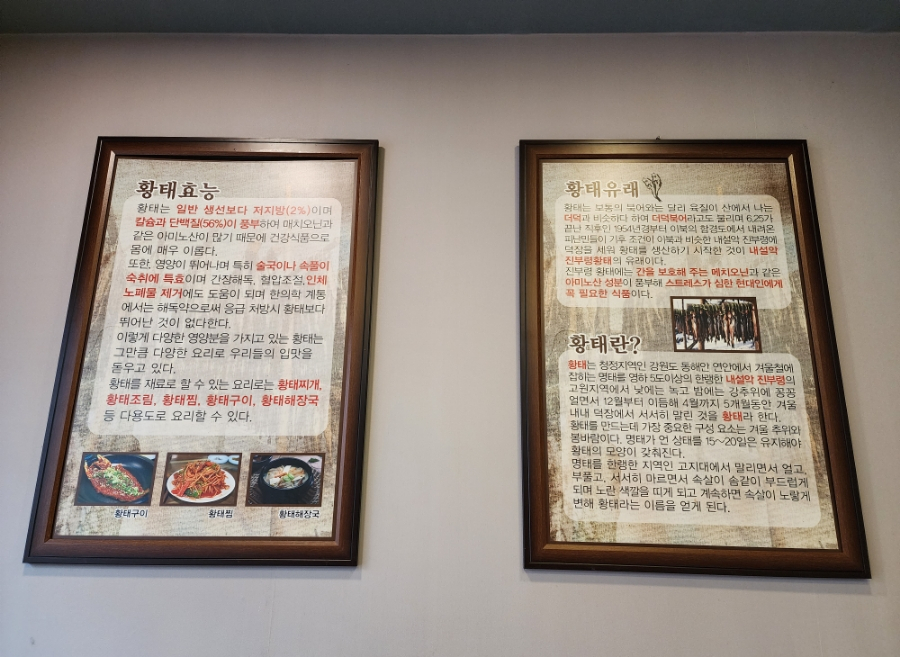 황태효능
황태는 일반 생선보다 저지방(2%)이며
칼슘과 단백질(56%)이 풍부하여 매치오닌과
같은 아미노산이 많기 때문에 건강식품으로
몸에 매우 이롭다.
또한, 영양이 뛰어나며 특히 술국이나 속풀이
숙취에 특효이며 간장해독, 혈압조절,인체
노폐물 제거에도 도움이 되며 한의학 계통
에서는 해독약으로써 응급 처방시 황태보다
뛰어난 것이 없다한다.
이렇게 다양한 영양분을 가지고 있는 황태는
그만큼 다양한 요리로 우리들의 입맛을
돋우고 있다.
황태를 재료로 할 수 있는 요리로는 황태찌개,
황태조림, 황태찜, 황태구이, 황태해장국
등 다용도로 요리할 수 있다.
황태구이
황태찜
황태해장국
황태유래
황태는 보통의 북어와는 달리 육질이 산에서 나는
더덕과 비슷하다 하여 더덕북어라고도 불리며 6.25가
끝난 직후인 1954년경부터 이북의 함경도에서 내려온
피난민들이 기후 조건이 이북과 비슷한 내설악 진부령에
덕장을 세워 황태를 생산하기 시작한 것이 내설악
진부령황태의 유래이다.
진부령 황태에는 간을 보호해 주는 메치오닌과 같은
아미노산 성분이 풍부해 스트레스가 심한 현대인에게
꼭 필요한 식품이다.
황태란?
황태는 청정지역인 강원도 동해안 연안에서 겨울철에
잡히는 명태를 영하 5도이상의 한랭한 내설악 진부령의
고원지역에서 낮에는 녹고 밤에는 강추위에 꽁꽁
얼면서 12월부터 이듬해 4월까지 5개월동안 겨울
내내 덕장에서 서서히 말린 것을 황태라 한다.
황태를 만드는데 가장 중요한 구성 요소는 겨울 추위와
봄바람이다. 명태가 언 상태를 15~20일은 유지해야
황태의 모양이 갖춰진다.
명태를 한랭한 지역인 고지대에서 말리면서 얼고,
부풀고, 서서히 마르면서 속살이 솜같이 부드럽게
되며 노란 색깔을 띠게 되고 계속하면 속살이 노랗게
변해 황태라는 이름을 얻게 된다.